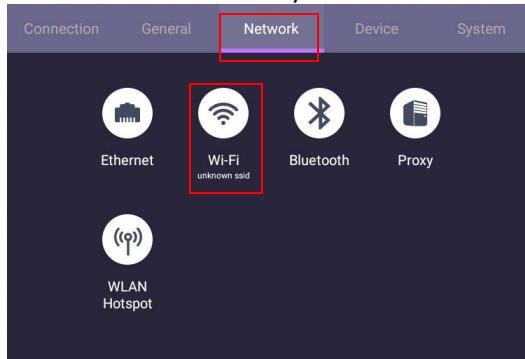 Connection General Network Device System
Ethernet Wi-Fi Bluetooth Proxy
unknown ssid
WLAN
Hotspot